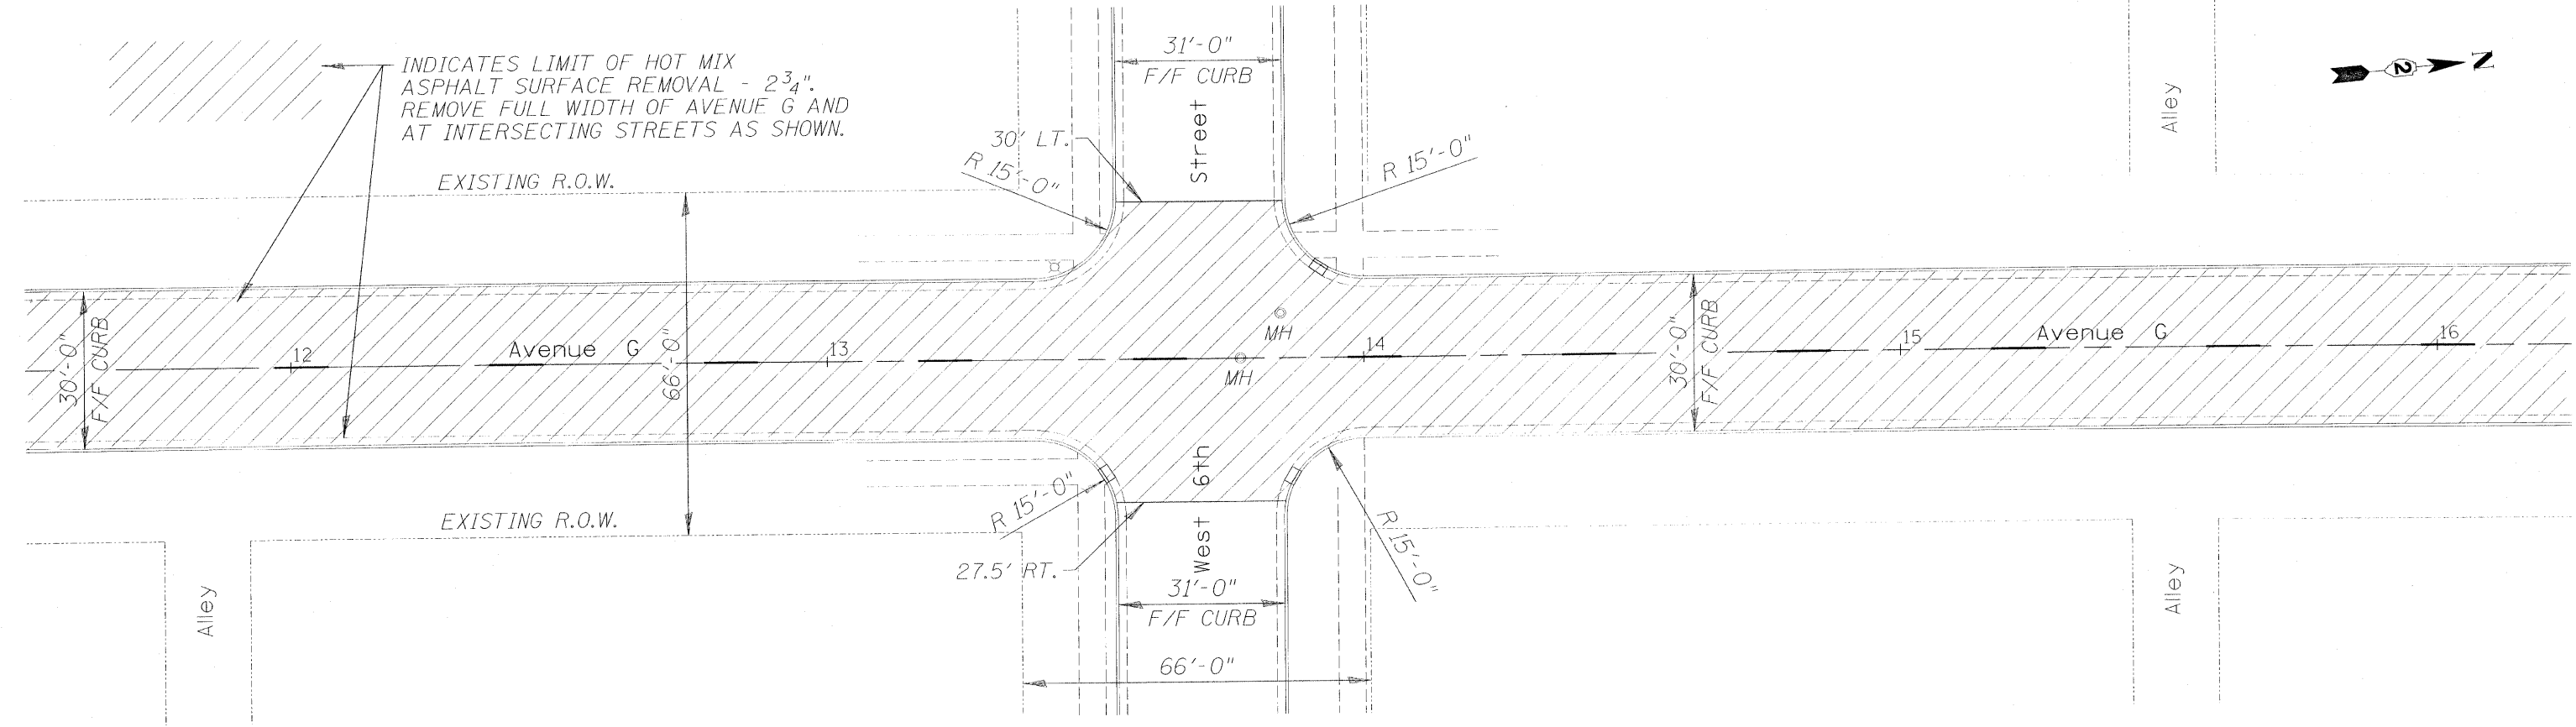 INDICATES LIMIT OF HOT MIX
ASPHALT SURFACE REMOVAL - 2 3/4".
REMOVE FULL WIDTH OF AVENUE G AND
AT INTERSECTING STREETS AS SHOWN.
31'-0"
F/F CURB
Street
30' LT.
R 15'-0"
R 15'-0"
N
2
Alley
EXISTING R.O.W.
30'-0"
F/F CURB
12
Avenue G
66'-0"
13
MH
MH
14
30'-0"
F/F CURB
15
Avenue G
16
EXISTING R.O.W.
R 15'-0"
West 6th
R 15'-0"
27.5' RT.
31'-0"
F/F CURB
66'-0"
Alley
Alley